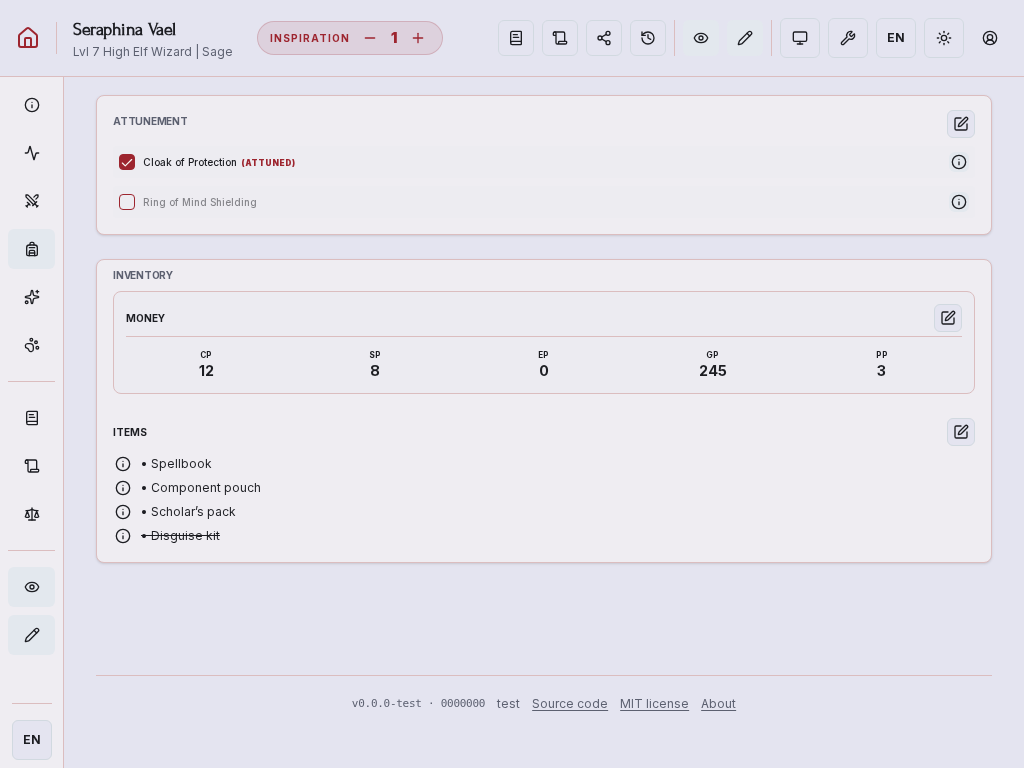 Seraphina Vael
Lvl 7 High Elf Wizard | Sage
INSPIRATION
1
EN
ATTUNEMENT
Cloak of Protection (ATTUNED)
Ring of Mind Shielding
INVENTORY
MONEY
CP SP EP GP PP
12 8 0 245 3
ITEMS
• Spellbook
• Component pouch
• Scholar’s pack
• Disguise kit
v0.0.0-test · 0000000 test Source code MIT license About
EN